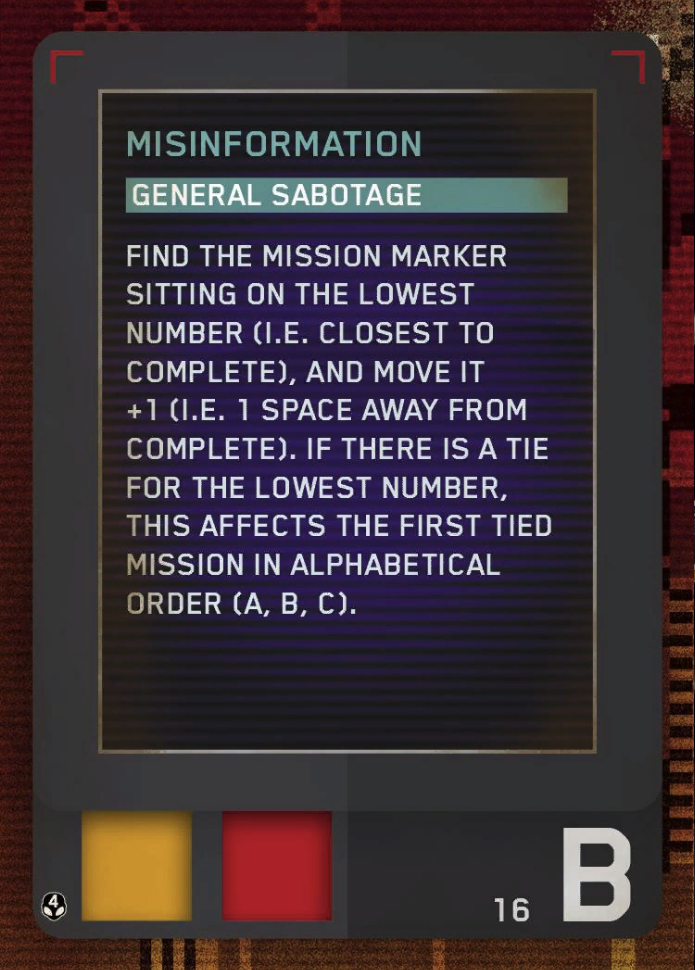 MISINFORMATION
GENERAL SABOTAGE
FIND THE MISSION MARKER
SITTING ON THE LOWEST
NUMBER (I.E. CLOSEST TO
COMPLETE), AND MOVE IT
+1 (I.E. 1 SPACE AWAY FROM
COMPLETE). IF THERE IS A TIE
FOR THE LOWEST NUMBER,
THIS AFFECTS THE FIRST TIED
MISSION IN ALPHABETICAL
ORDER (A, B, C).
4
16
B